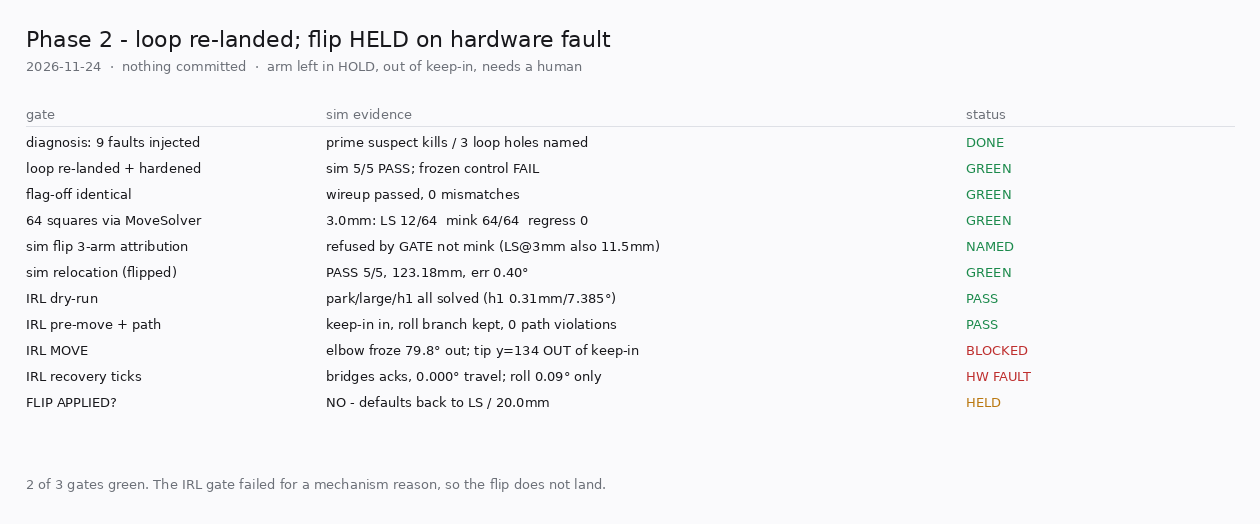 Phase 2 - loop re-landed; flip HELD on hardware fault
2026-11-24 · nothing committed · arm left in HOLD, out of keep-in, needs a human
gate sim evidence status
diagnosis: 9 faults injected prime suspect kills / 3 loop holes named DONE
loop re-landed + hardened sim 5/5 PASS; frozen control FAIL GREEN
flag-off identical wireup passed, 0 mismatches GREEN
64 squares via MoveSolver 3.0mm: LS 12/64  mink 64/64  regress 0 GREEN
sim flip 3-arm attribution refused by GATE not mink (LS@3mm also 11.5mm) NAMED
sim relocation (flipped) PASS 5/5, 123.18mm, err 0.40° GREEN
IRL dry-run park/large/h1 all solved (h1 0.31mm/7.385°) PASS
IRL pre-move + path keep-in in, roll branch kept, 0 path violations PASS
IRL MOVE elbow froze 79.8° out; tip y=134 OUT of keep-in BLOCKED
IRL recovery ticks bridges acks, 0.000° travel; roll 0.09° only HW FAULT
FLIP APPLIED? NO - defaults back to LS / 20.0mm HELD
2 of 3 gates green. The IRL gate failed for a mechanism reason, so the flip does not land.